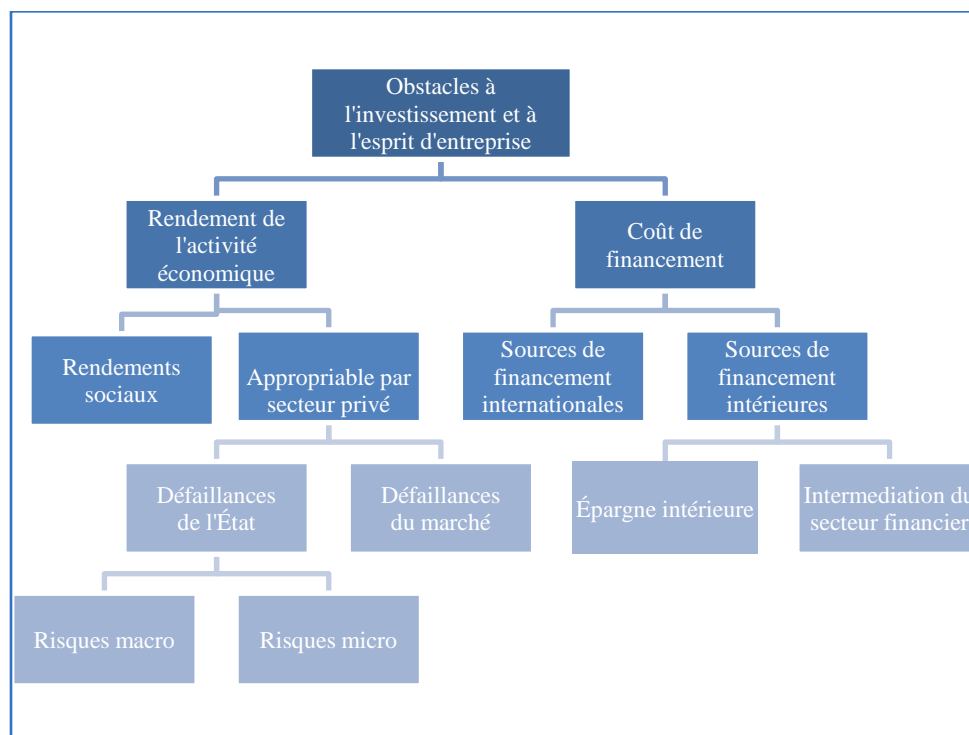 Obstacles à
l'investissement et à
l'esprit d'entreprise
Rendement de
l'activité
économique
Coût de
financement
Rendements
sociaux
Appropriable par
secteur privé
Sources de
financement
internationales
Sources de
financement
intérieures
Défaillances
de l'État
Défaillances
du marché
Épargne intérieure
Intermediation du
secteur financier
Risques macro
Risques micro